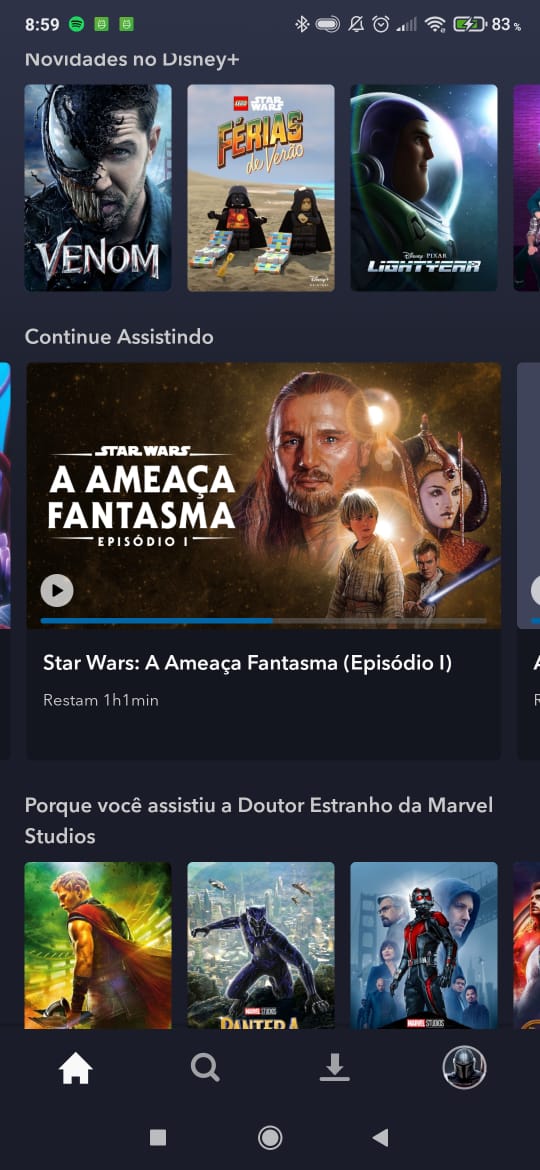 8:59
83 %
Novidades no Disney+
VENOM
LEGO STAR WARS
FÉRIAS
de Verão
Disney+
ORIGINAL
Disney PIXAR
LIGHTYEAR
Continue Assistindo
STAR WARS
A AMEAÇA
FANTASMA
EPISÓDIO I
Star Wars: A Ameaça Fantasma (Episódio I)
Restam 1h1min
Porque você assistiu a Doutor Estranho da Marvel
Studios
MARVEL STUDIOS
PANTERA
MARVEL STUDIOS